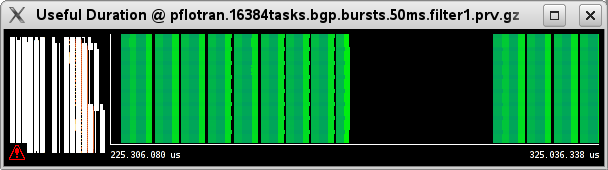 Useful Duration @ pflotran.16384tasks.bgp.bursts.50ms.filter1.prv.gz
225.306.080 us 325.036.338 us